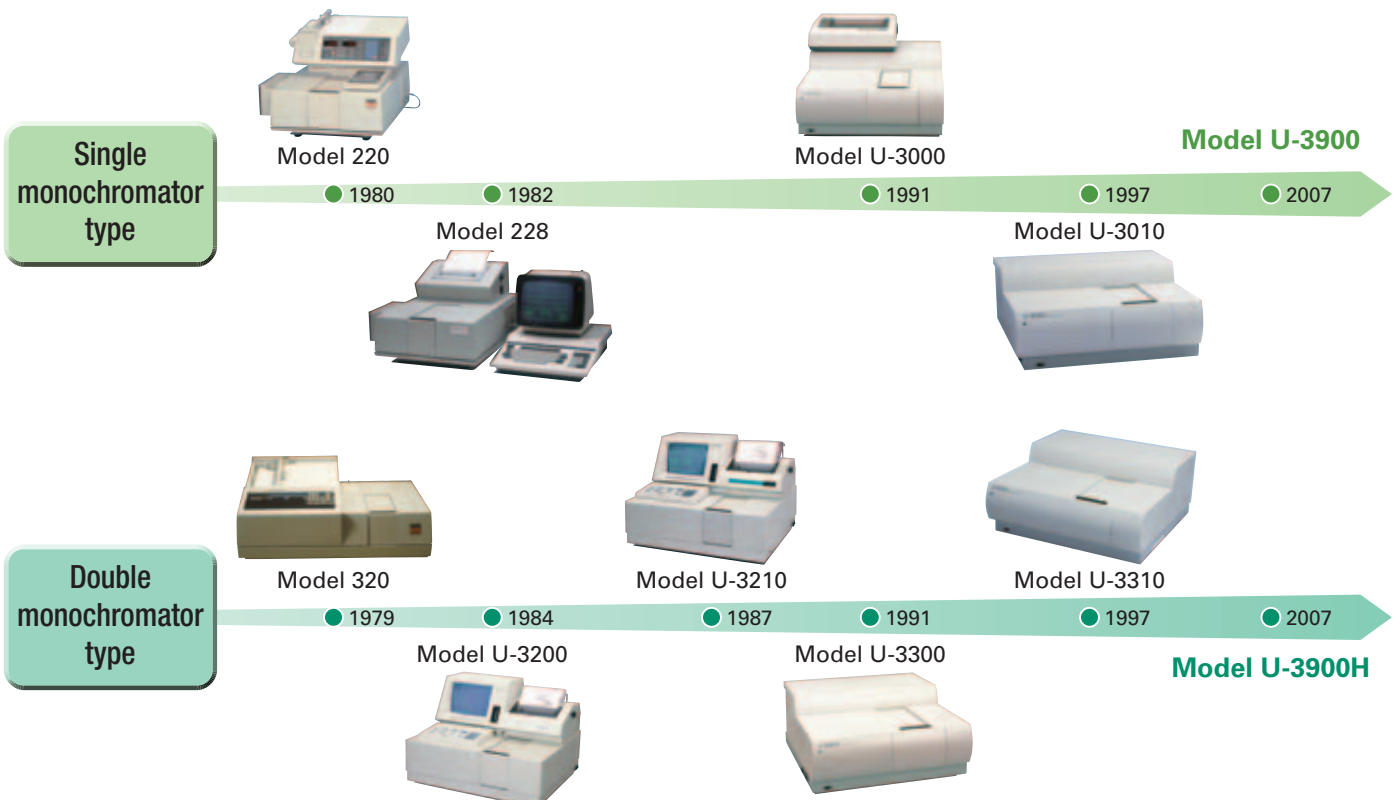 Model 220
Model U-3000
Model U-3900
Single
monochromator
type
1980
1982
1991
1997
2007
Model 228
Model U-3010
Model 320
Model U-3210
Model U-3310
Double
monochromator
type
1979
1984
1987
1991
1997
2007
Model U-3200
Model U-3300
Model U-3900H